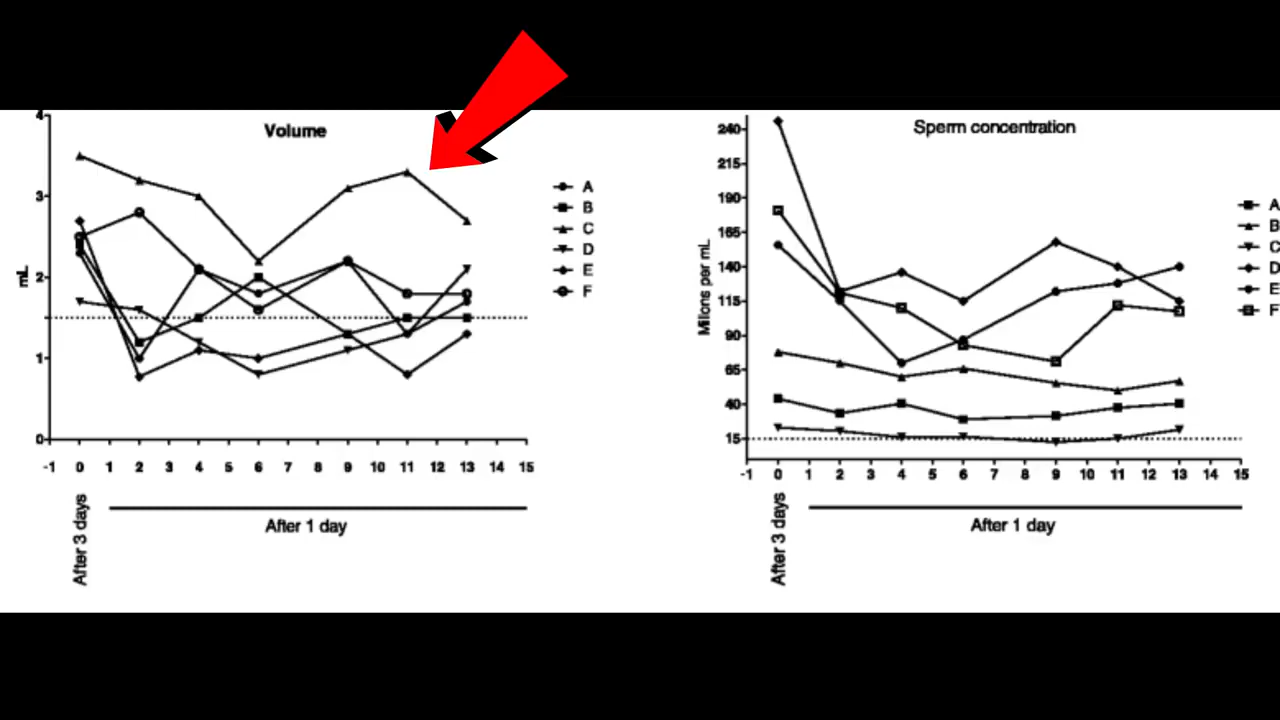 Volume
4
3
2
1
0
mL
-1 0 1 2 3 4 5 6 7 8 9 10 11 12 13 14 15
After 3 days
After 1 day
A
B
C
D
E
F
Sperm concentration
240
215
190
165
140
115
90
65
40
15
Millions per mL
-1 0 1 2 3 4 5 6 7 8 9 10 11 12 13 14 15
After 3 days
After 1 day
A
B
C
D
E
F